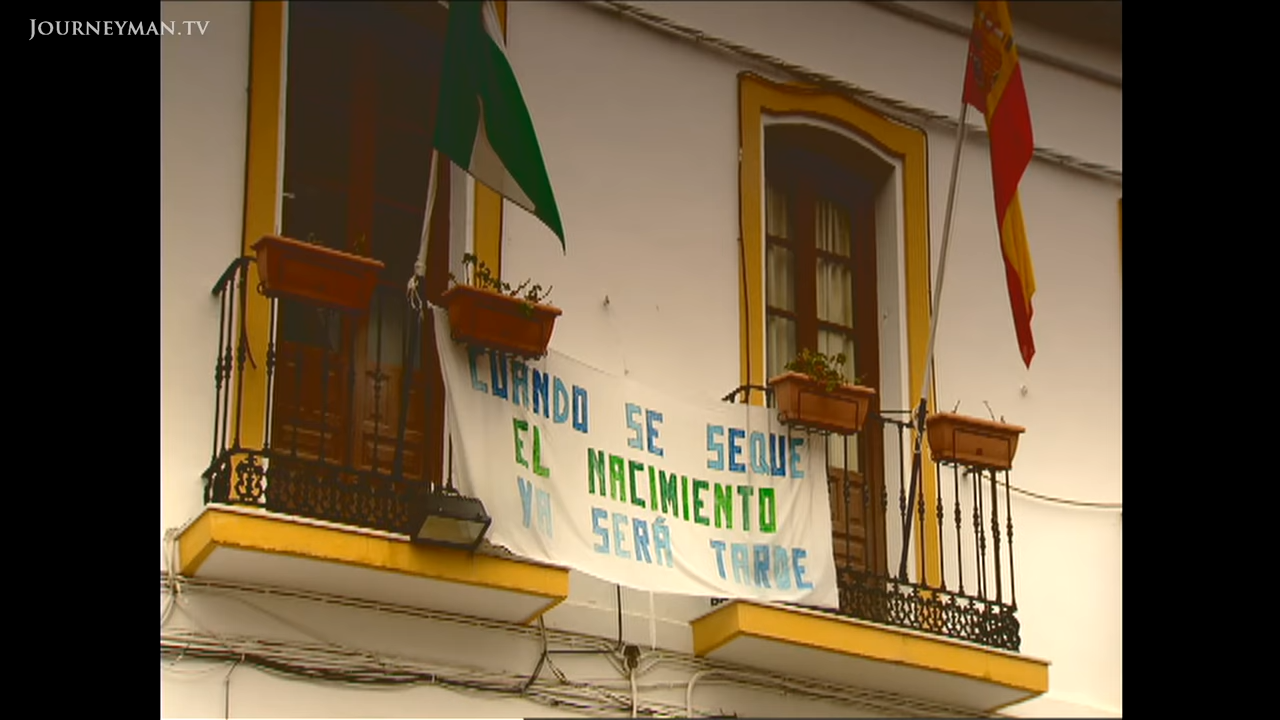 JOURNEYMAN.TV
CUANDO SE SEQUE
EL NACIMIENTO
YA SERÁ TARDE